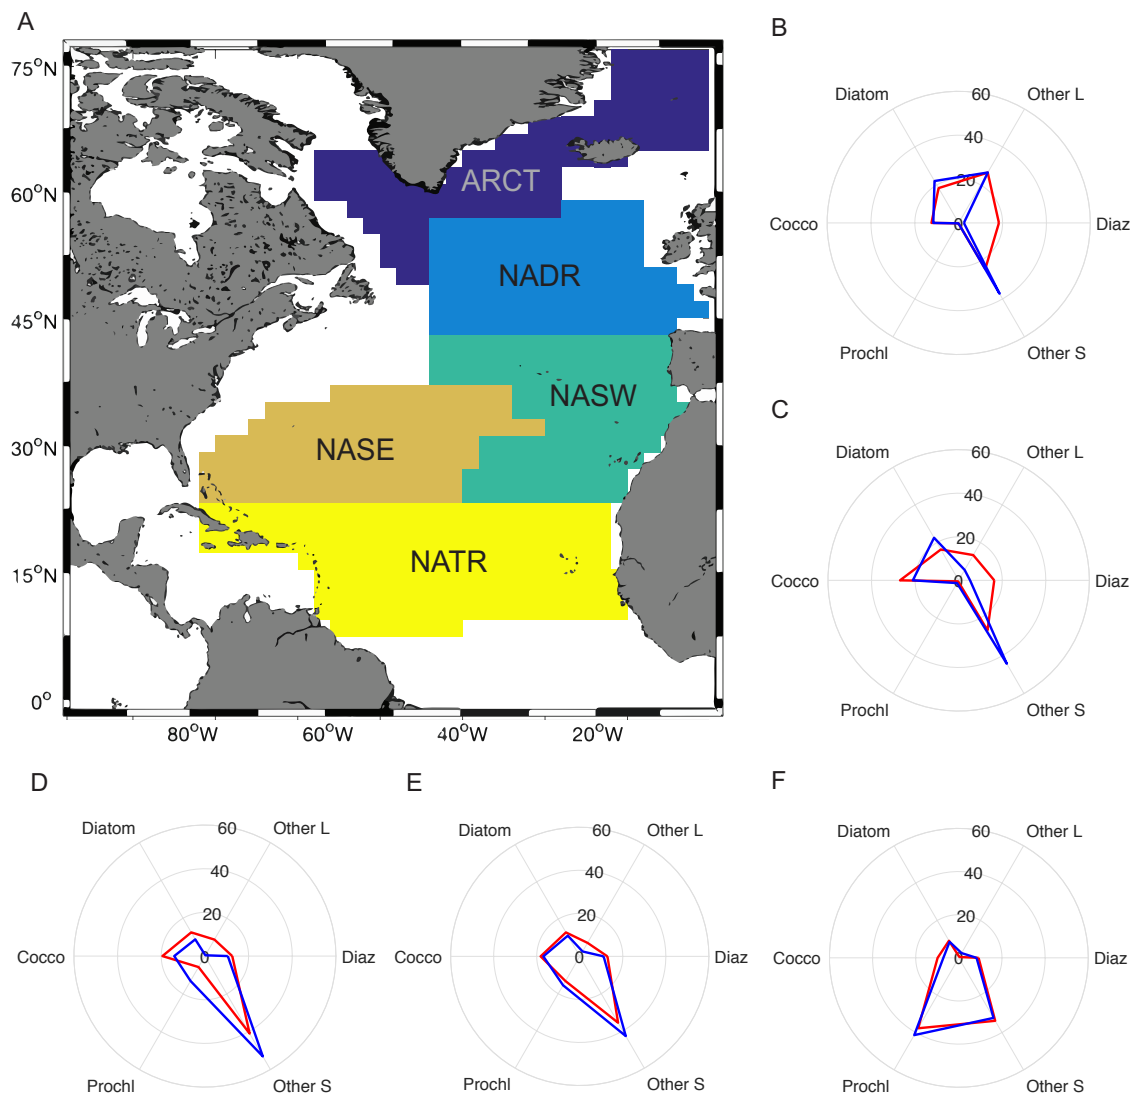 A
75°N
60°N
45°N
30°N
15°N
0°
80°W 60°W 40°W 20°W
ARCT
NADR
NASW
NASE
NATR
B
Diatom 60 Other L
40
20
Cocco 0 Diaz
Prochl Other S
C
Diatom 60 Other L
40
20
Cocco 0 Diaz
Prochl Other S
D
Diatom 60 Other L
40
20
Cocco 0 Diaz
Prochl Other S
E
Diatom 60 Other L
40
20
Cocco 0 Diaz
Prochl Other S
F
Diatom 60 Other L
40
20
Cocco 0 Diaz
Prochl Other S